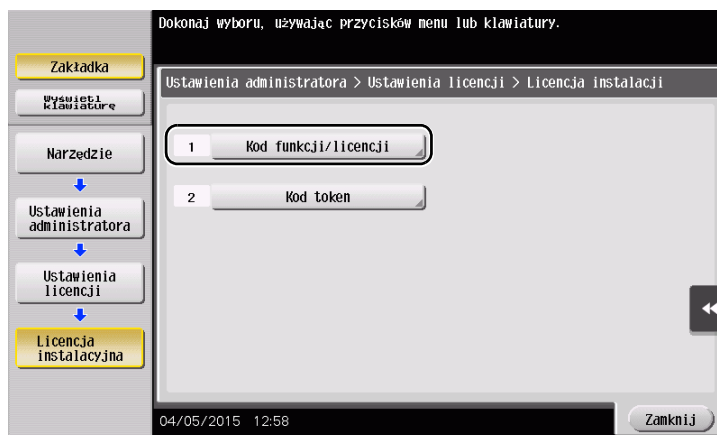 Dokonaj wyboru, używając przycisków menu lub klawiatury.
Zakładka
Wyświetl
klawiaturę
Narzędzie
Ustawienia
administratora
Ustawienia
licencji
Licencja
instalacyjna
Ustawienia administratora > Ustawienia licencji > Licencja instalacji
1 Kod funkcji/licencji
2 Kod token
04/05/2015 12:58
Zamknij